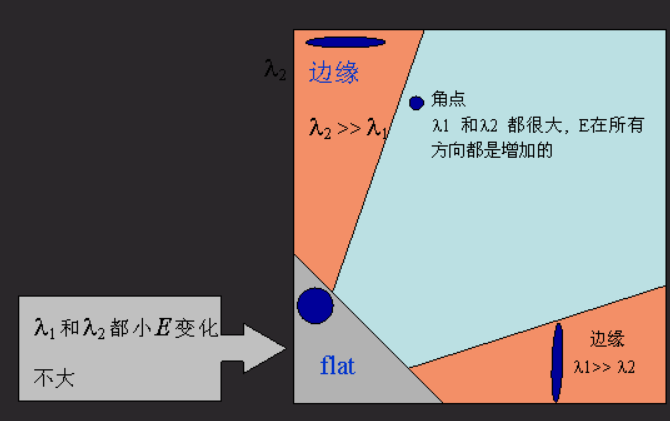 λ₂
边缘
λ₂ >> λ₁
角点
λ1 和λ2 都很大, E在所有
方向都是增加的
λ₁和λ₂都小E变化
不大
flat
边缘
λ1>> λ2